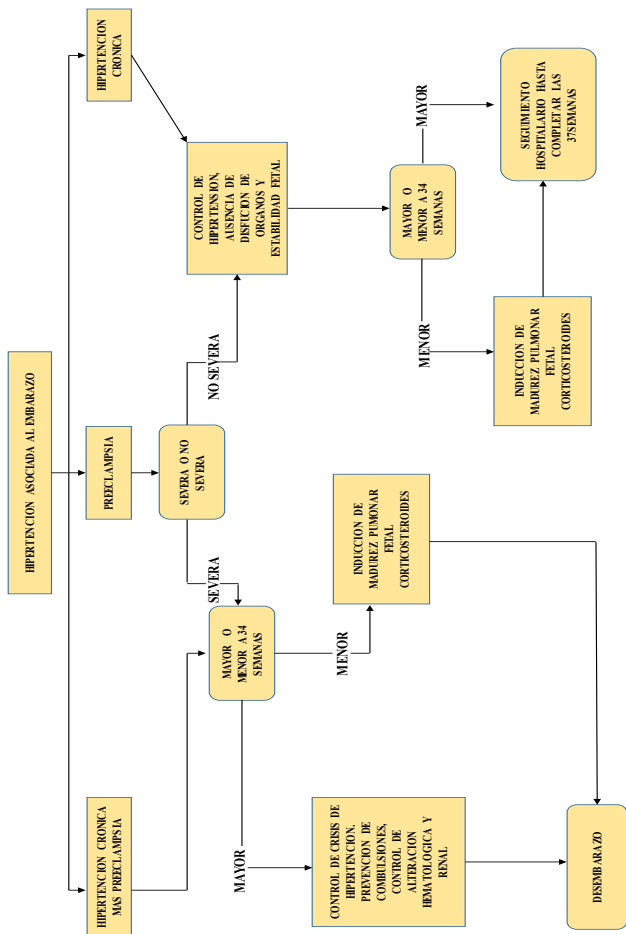 HIPERTENCION ASOCIADA AL EMBARAZO
HIPERTENCION CRONICA
MAS PREECLAMPSIA
PREECLAMPSIA
HIPERTENCION
CRONICA
SEVERA O NO
SEVERA
SEVERA
NO SEVERA
MAYOR O
MENOR A 34
SEMANAS
CONTROL DE
HIPERTENSION,
AUSENCIA DE
DISFUCION DE
ORGANOS Y
ESTABILIDAD FETAL
MAYOR
MENOR
MAYOR O
MENOR A 34
SEMANAS
MENOR
MAYOR
CONTROL DE CRISIS DE
HIPERTENCION.
PREVENCION DE
COMBULSIONES,
CONTROL DE
ALTERACION
HEMATOLOGICA Y
RENAL
INDUCCION DE
MADUREZ PUMONAR
FETAL
CORTICOSTEROIDES
INDUCCION DE
MADUREZ PULMONAR
FETAL
CORTICOSTEROIDES
SEGUIMIENTO
HOSPITALARIO HASTA
COMPLETAR LAS
37SEMANAS
DESEMBARAZO